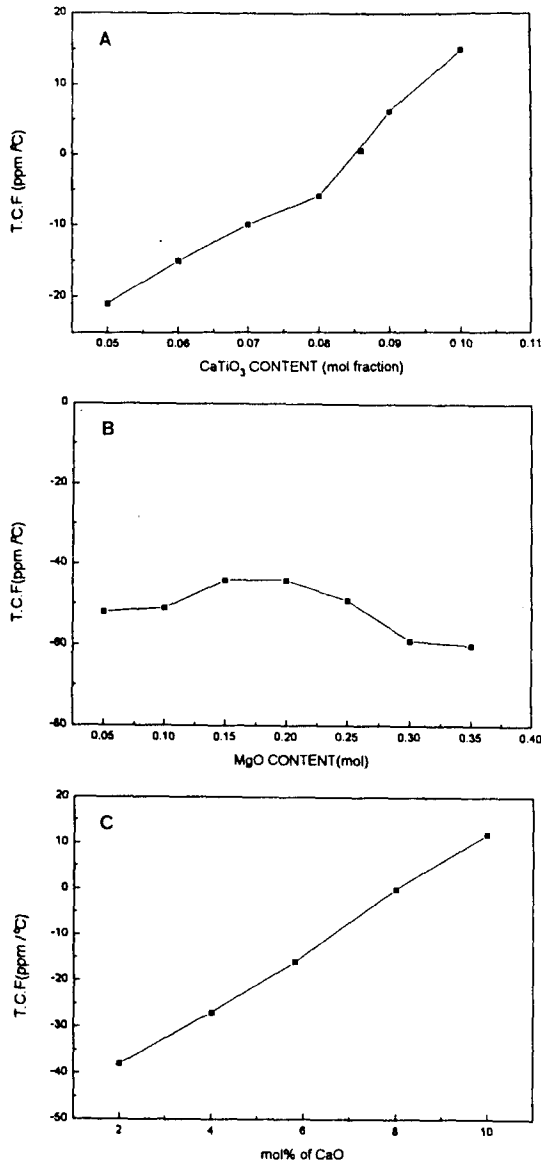 A
20
10
0
-10
-20
T.C.F (ppm /ºC)
0.05 0.06 0.07 0.08 0.09 0.10 0.11
CaTiO₃ CONTENT (mol fraction)
B
0
-20
-40
-60
-80
T.C.F(ppm /ºC)
0.05 0.10 0.15 0.20 0.25 0.30 0.35 0.40
MgO CONTENT(mol)
C
20
10
0
-10
-20
-30
-40
-50
T.C.F(ppm /ºC)
2 4 6 8 10
mol% of CaO